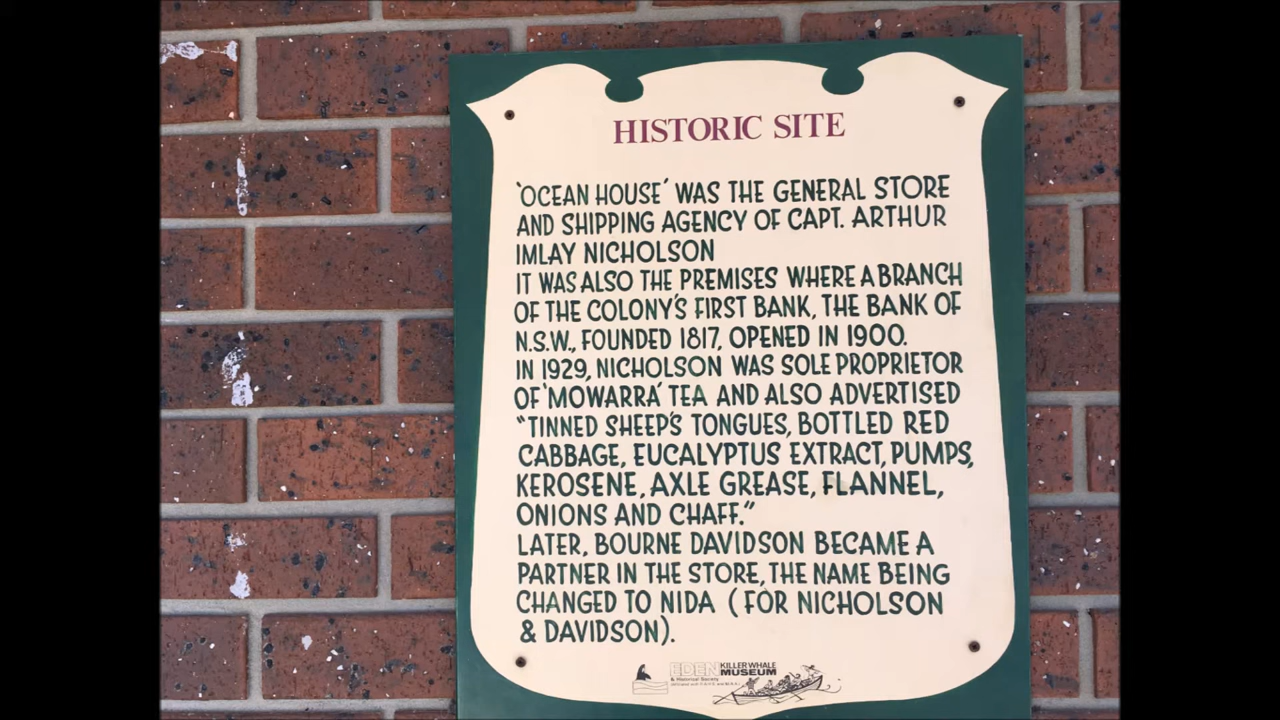 HISTORIC SITE
'OCEAN HOUSE' WAS THE GENERAL STORE
AND SHIPPING AGENCY OF CAPT. ARTHUR
IMLAY NICHOLSON
IT WAS ALSO THE PREMISES WHERE A BRANCH
OF THE COLONY'S FIRST BANK, THE BANK OF
N.S.W., FOUNDED 1817, OPENED IN 1900.
IN 1929, NICHOLSON WAS SOLE PROPRIETOR
OF 'MOWARRA' TEA AND ALSO ADVERTISED
"TINNED SHEEP'S TONGUES, BOTTLED RED
CABBAGE, EUCALYPTUS EXTRACT, PUMPS,
KEROSENE, AXLE GREASE, FLANNEL,
ONIONS AND CHAFF."
LATER, BOURNE DAVIDSON BECAME A
PARTNER IN THE STORE, THE NAME BEING
CHANGED TO NIDA (FOR NICHOLSON
& DAVIDSON).
EDEN KILLER WHALE
MUSEUM
& Historical Society